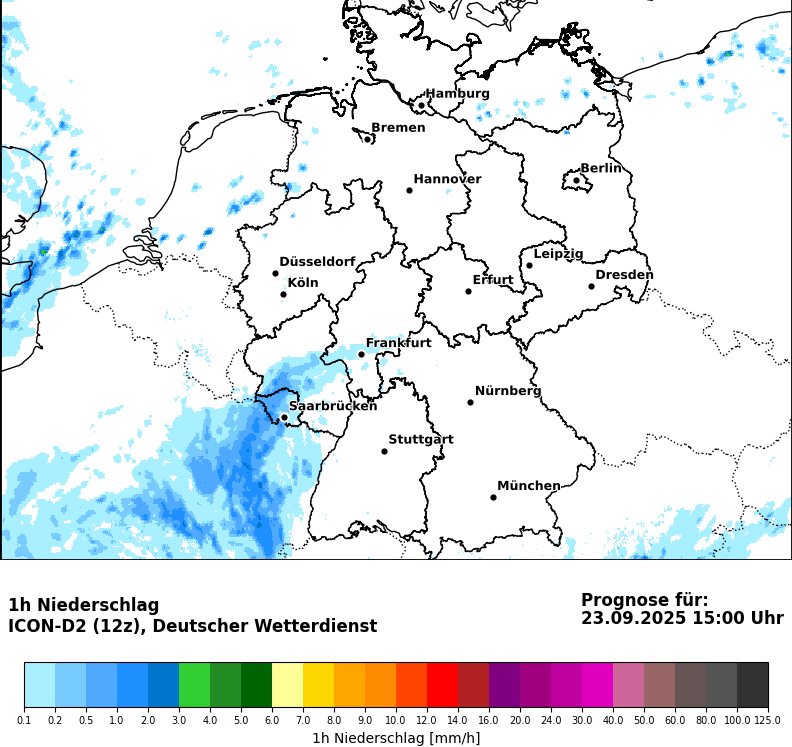 Hamburg
Bremen
Berlin
Hannover
Leipzig
Düsseldorf
Dresden
Köln
Erfurt
Frankfurt
Nürnberg
Saarbrücken
Stuttgart
München
1h Niederschlag
ICON-D2 (12z), Deutscher Wetterdienst
Prognose für:
23.09.2025 15:00 Uhr
0.1 0.2 0.5 1.0 2.0 3.0 4.0 5.0 6.0 7.0 8.0 9.0 10.0 12.0 14.0 16.0 20.0 24.0 30.0 40.0 50.0 60.0 80.0 100.0 125.0
1h Niederschlag [mm/h]